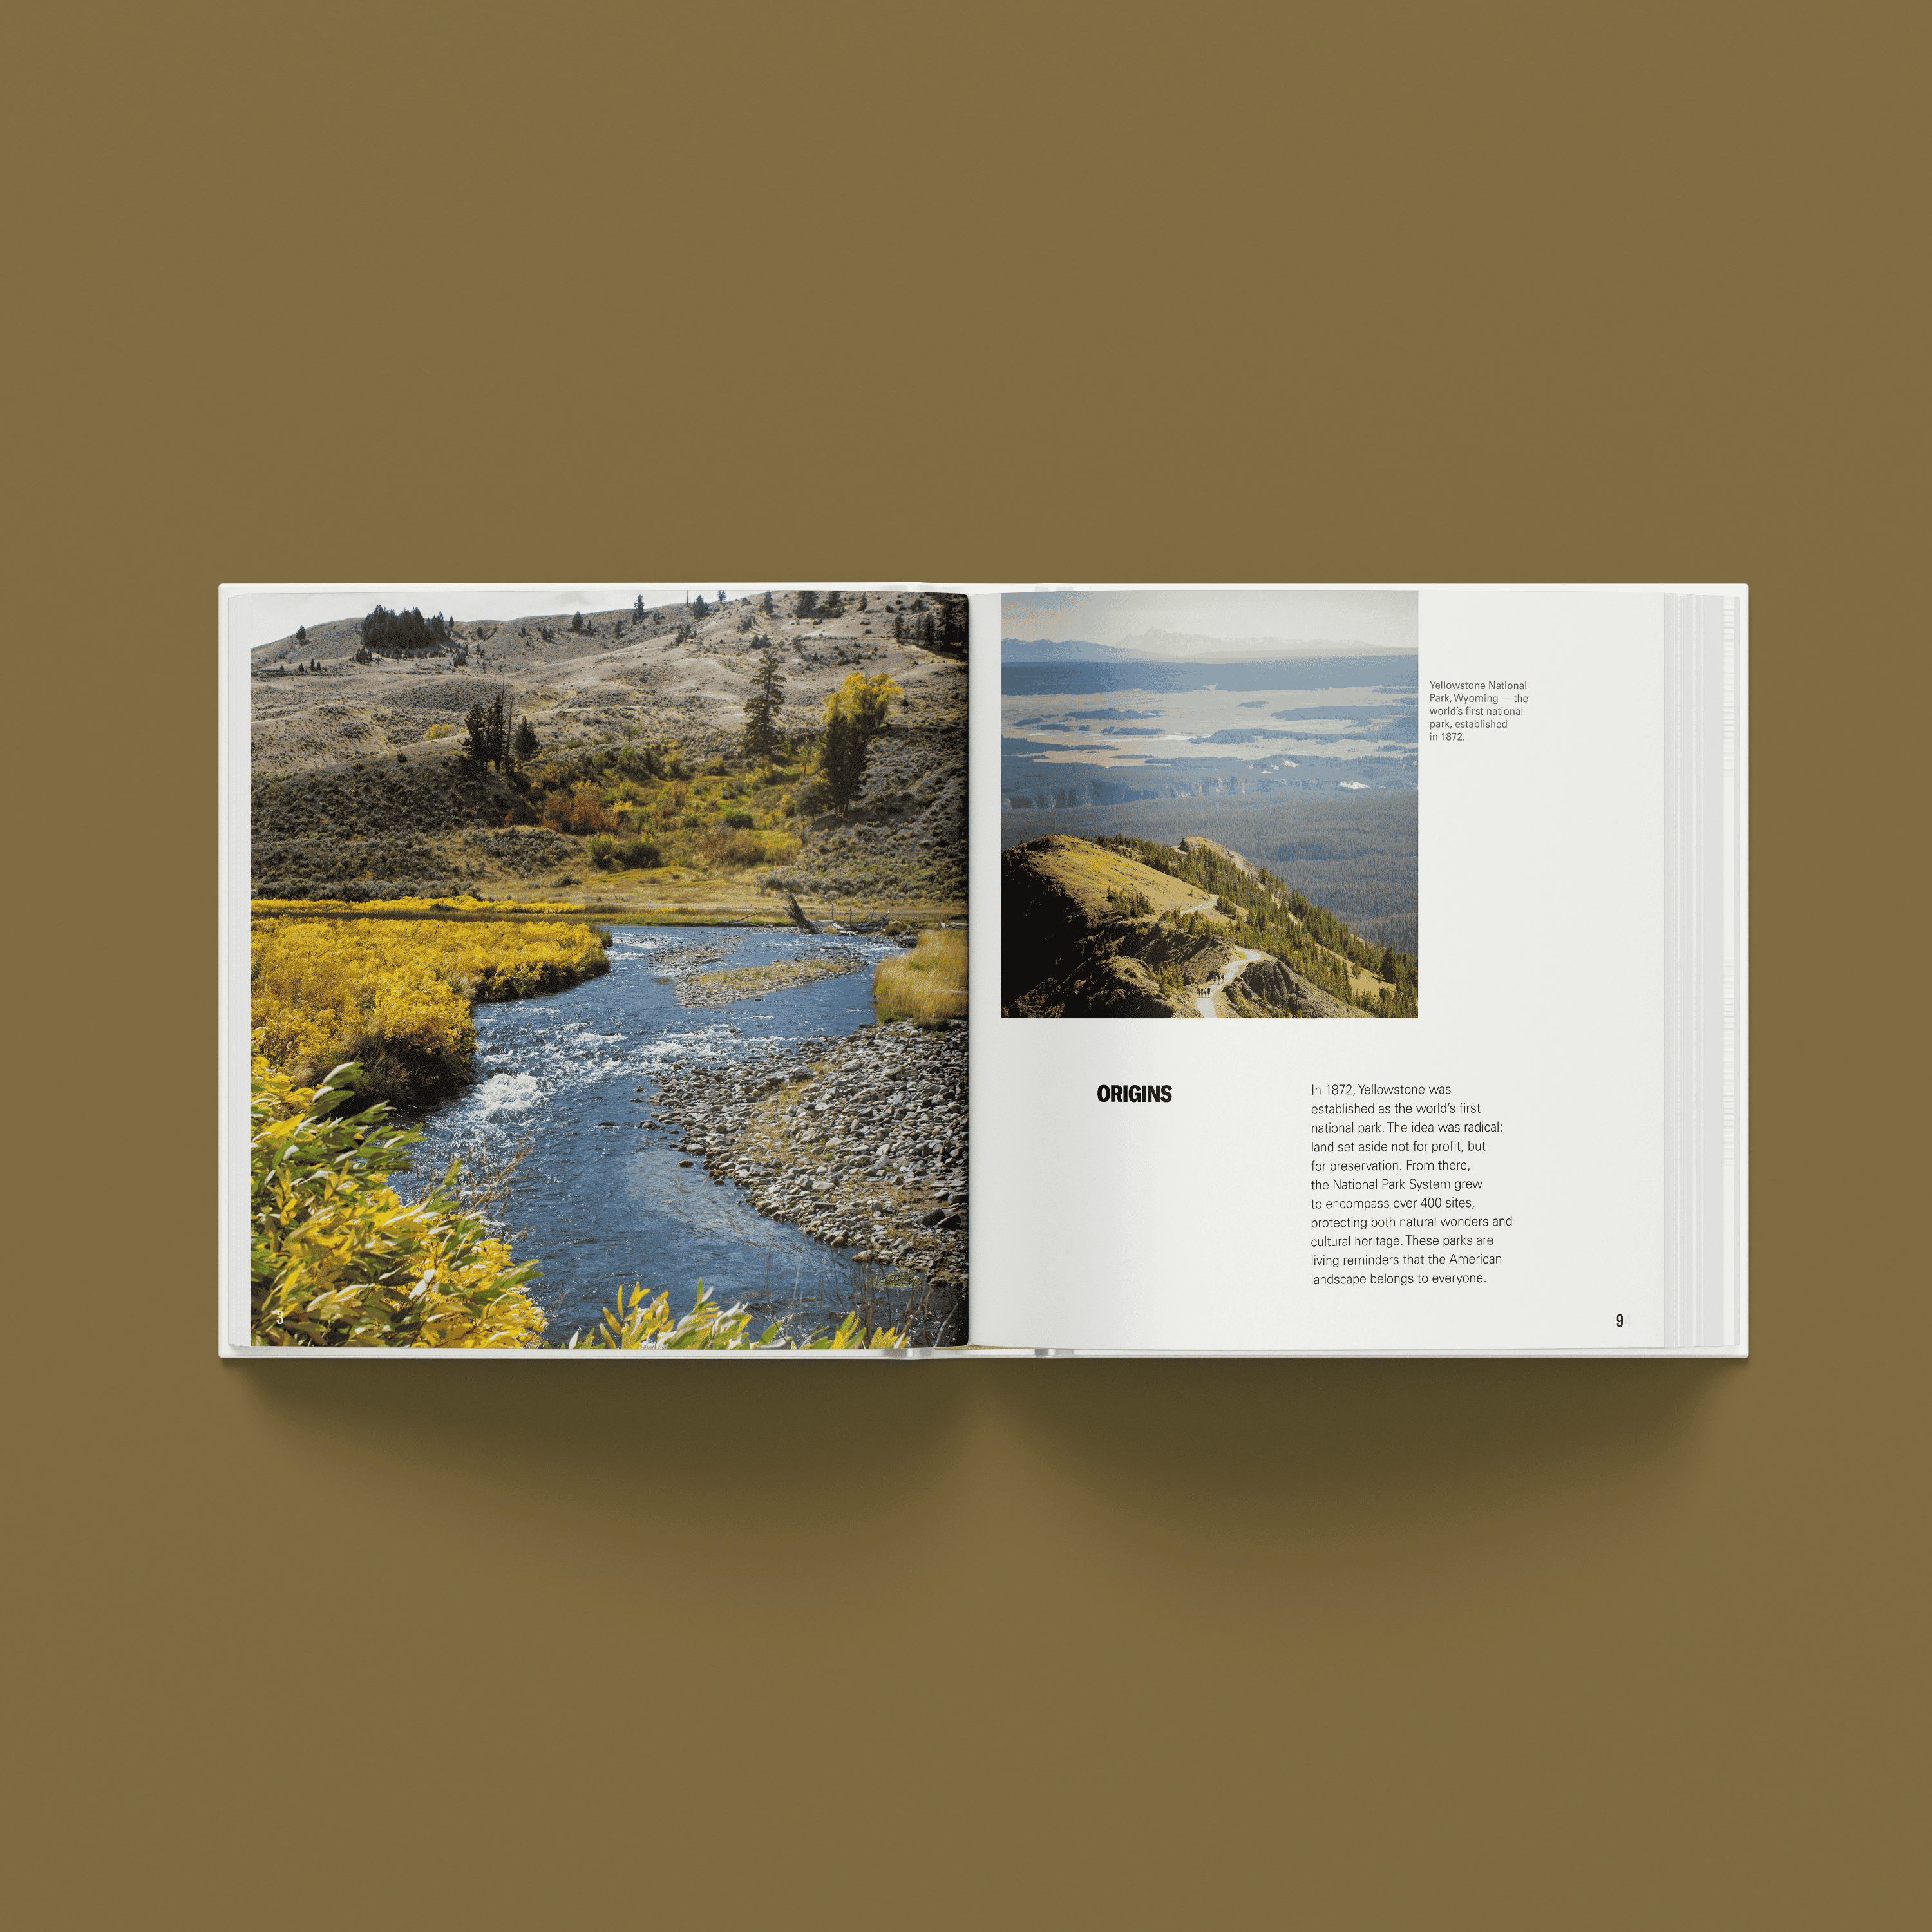 Yellowstone National
Park, Wyoming — the
world's first national
park, established
in 1872.
ORIGINS
In 1872, Yellowstone was
established as the world's first
national park. The idea was radical:
land set aside not for profit, but
for preservation. From there,
the National Park System grew
to encompass over 400 sites,
protecting both natural wonders and
cultural heritage. These parks are
living reminders that the American
landscape belongs to everyone.
9